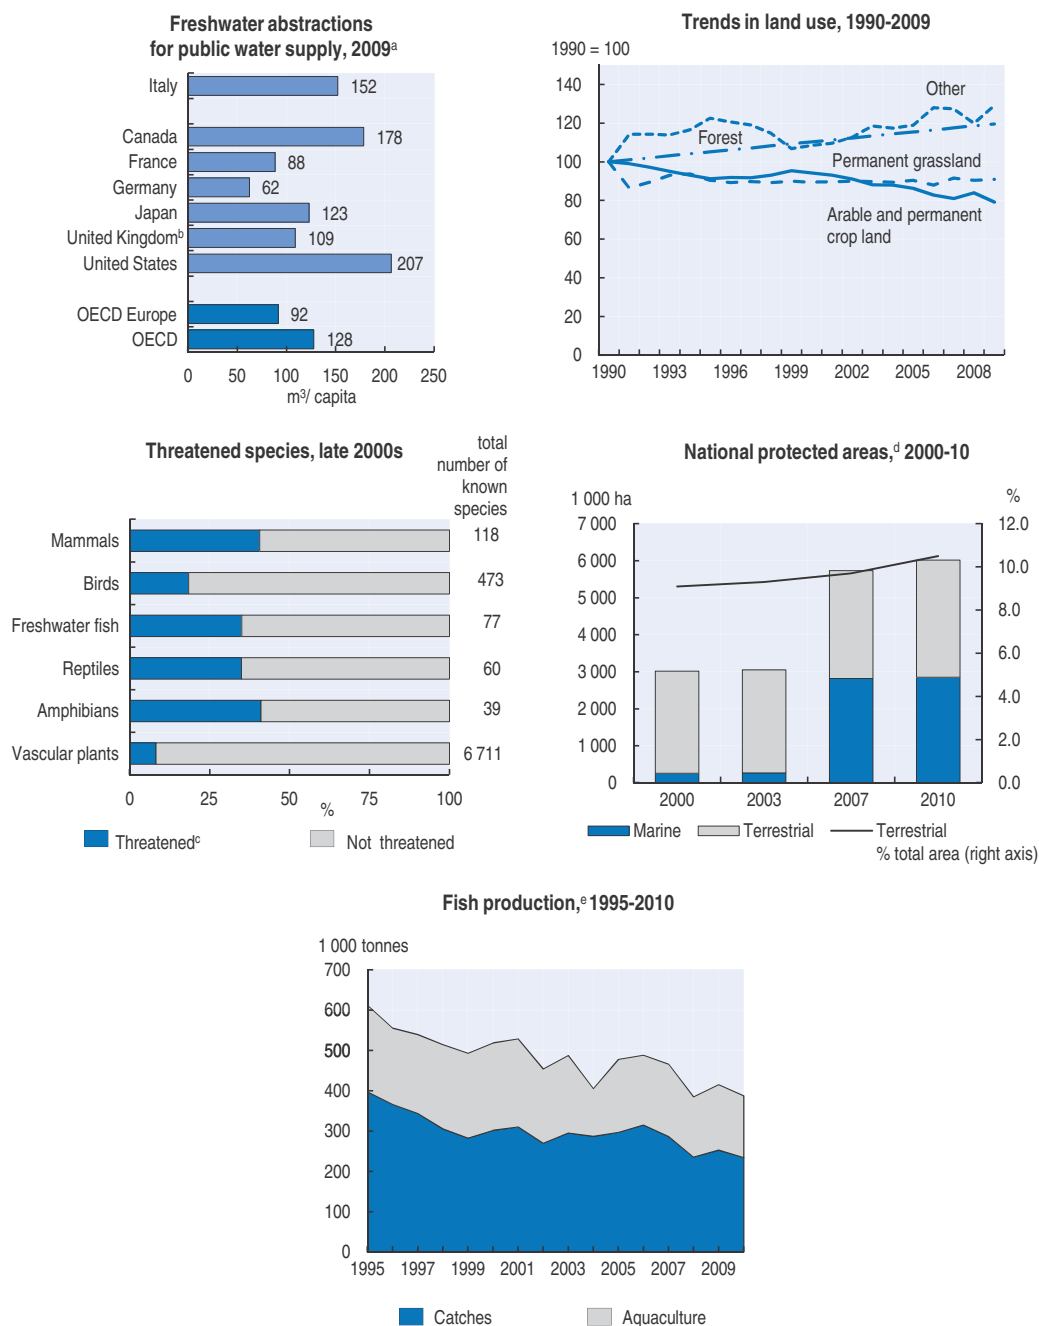 Freshwater abstractions
for public water supply, 2009ᵃ
Italy 152
Canada 178
France 88
Germany 62
Japan 123
United Kingdomᵇ 109
United States 207
OECD Europe 92
OECD 128
0 50 100 150 200 250
m³/ capita
Trends in land use, 1990-2009
1990 = 100
140
120
100
80
60
40
20
0
Other
Forest
Permanent grassland
Arable and permanent
crop land
1990 1993 1996 1999 2002 2005 2008
Threatened species, late 2000s
total
number of
known
species
Mammals 118
Birds 473
Freshwater fish 77
Reptiles 60
Amphibians 39
Vascular plants 6 711
0 25 50 75 100
%
Threatenedᶜ Not threatened
National protected areas,ᵈ 2000-10
1 000 ha %
7 000 12.0
6 000 10.0
5 000 8.0
4 000 6.0
3 000 4.0
2 000 2.0
1 000 0.0
0
2000 2003 2007 2010
Marine Terrestrial Terrestrial
% total area (right axis)
Fish production,ᵉ 1995-2010
1 000 tonnes
700
600
500
400
300
200
100
0
1995 1997 1999 2001 2003 2005 2007 2009
Catches Aquaculture